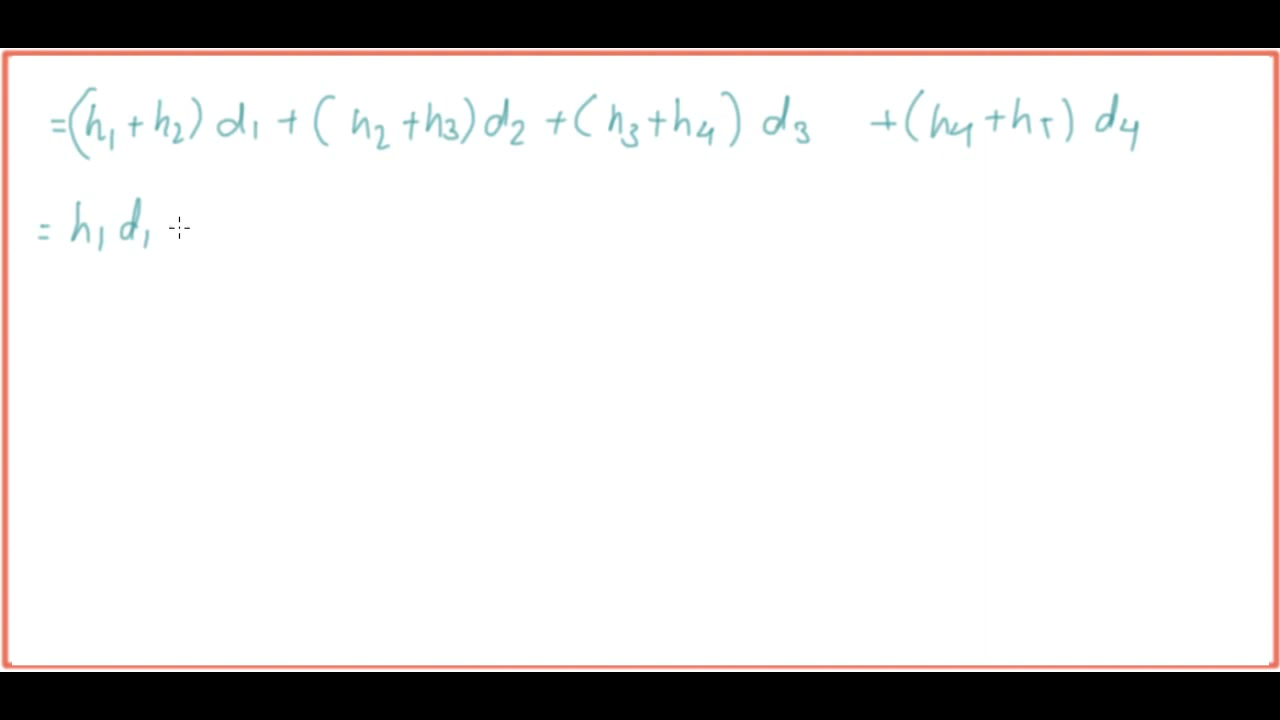 =(h₁+h₂) d₁ + (h₂+h₃) d₂ +(h₃+h₄) d₃ +(h₄+h₅) d₄
= h₁ d₁